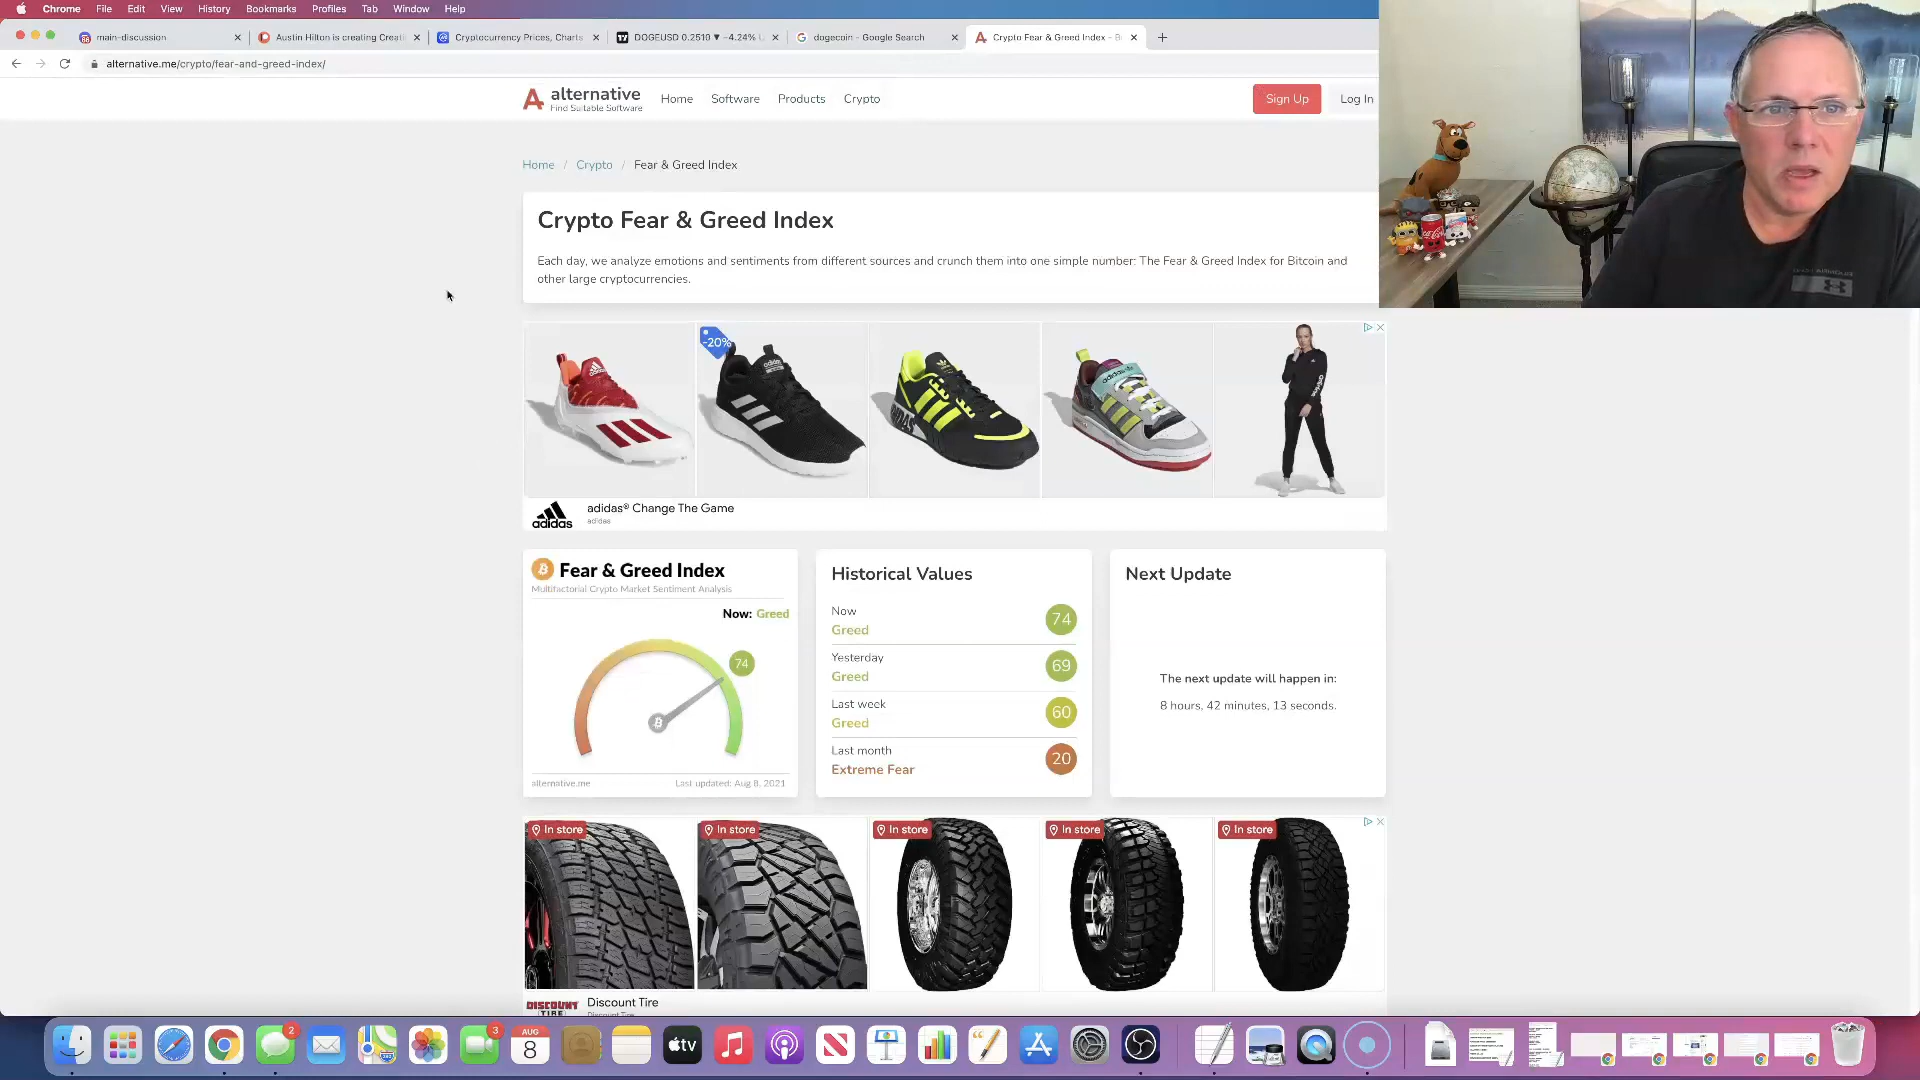 Chrome File Edit View History Bookmarks Profiles Tab Window Help
main-discussion
Austin Hilton is creating Creati
Cryptocurrency Prices, Charts
DOGEUSD 0.2510 ▼ −4.24%
dogecoin - Google Search
Crypto Fear & Greed Index - B
alternative.me/crypto/fear-and-greed-index/
alternative
Find Suitable Software
Home Software Products Crypto
Sign Up Log In
Home / Crypto / Fear & Greed Index
Crypto Fear & Greed Index
Each day, we analyze emotions and sentiments from different sources and crunch them into one simple number: The Fear & Greed Index for Bitcoin and
other large cryptocurrencies.
-20%
adidas
adidas® Change The Game
adidas
Fear & Greed Index
Multifactorial Crypto Market Sentiment Analysis
Now: Greed
74
alternative.me Last updated: Aug 8, 2021
Historical Values
Now
Greed 74
Yesterday
Greed 69
Last week
Greed 60
Last month
Extreme Fear 20
Next Update
The next update will happen in:
8 hours, 42 minutes, 13 seconds.
In store
In store
In store
In store
In store
DISCOUNT
TIRE
Discount Tire
Discount Tire
2
3
AUG
8
tv